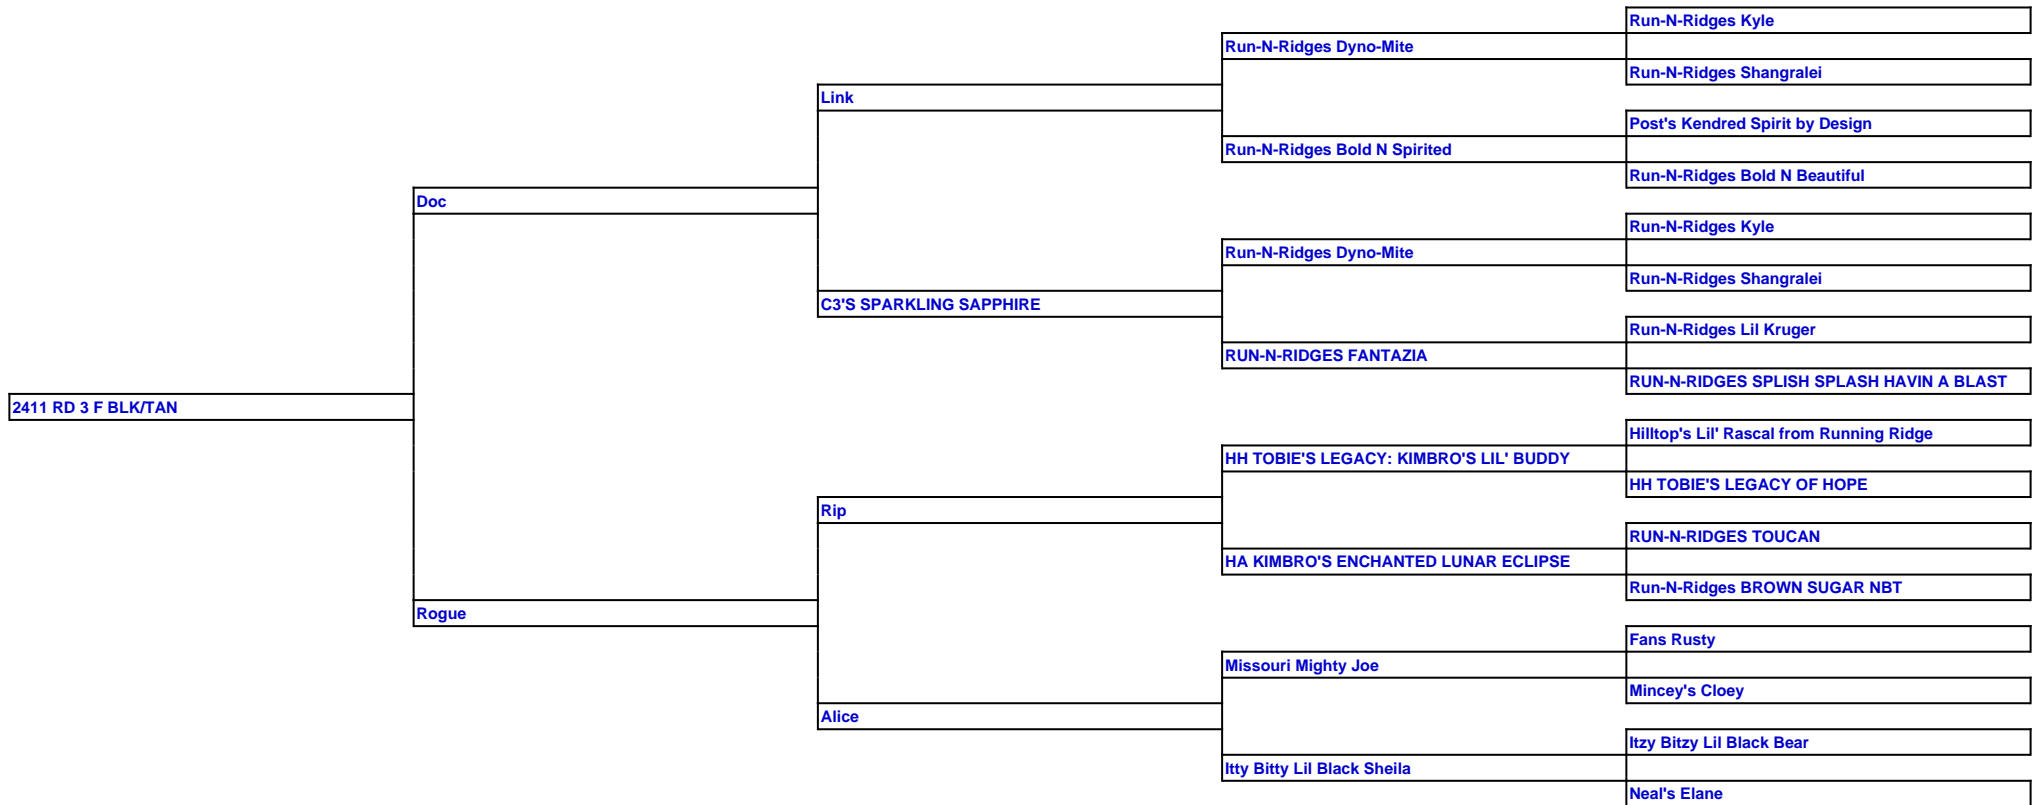 Run-N-Ridges Kyle
Run-N-Ridges Dyno-Mite
Run-N-Ridges Shangralei
Link
Post's Kendred Spirit by Design
Run-N-Ridges Bold N Spirited
Run-N-Ridges Bold N Beautiful
Doc
Run-N-Ridges Kyle
Run-N-Ridges Dyno-Mite
Run-N-Ridges Shangralei
C3'S SPARKLING SAPPHIRE
Run-N-Ridges Lil Kruger
RUN-N-RIDGES FANTAZIA
RUN-N-RIDGES SPLISH SPLASH HAVIN A BLAST
2411 RD 3 F BLK/TAN
Hilltop's Lil' Rascal from Running Ridge
HH TOBIE'S LEGACY: KIMBRO'S LIL' BUDDY
HH TOBIE'S LEGACY OF HOPE
Rip
RUN-N-RIDGES TOUCAN
HA KIMBRO'S ENCHANTED LUNAR ECLIPSE
Run-N-Ridges BROWN SUGAR NBT
Rogue
Fans Rusty
Missouri Mighty Joe
Mincey's Cloey
Alice
Itzy Bitzy Lil Black Bear
Itty Bitty Lil Black Sheila
Neal's Elane